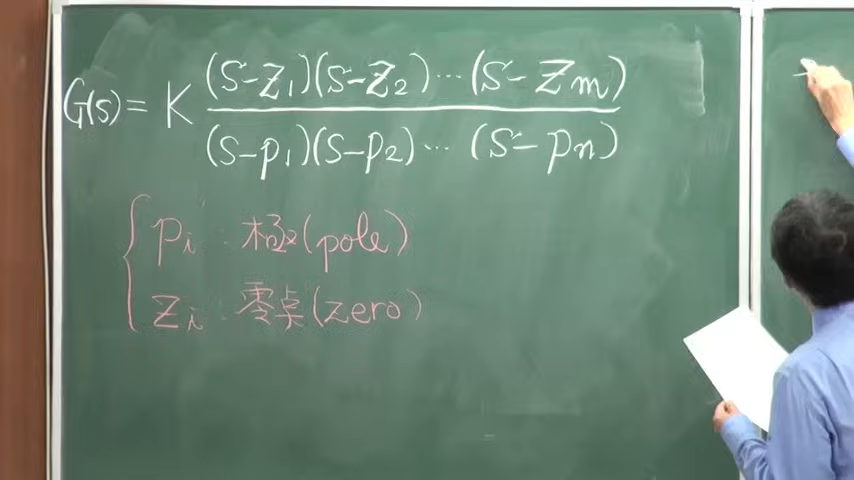 G(s) = K (s-z1)(s-z2)…(s-zm) / (s-p1)(s-p2)…(s-pn)
pi : 極(pole)
zi : 零点(zero)